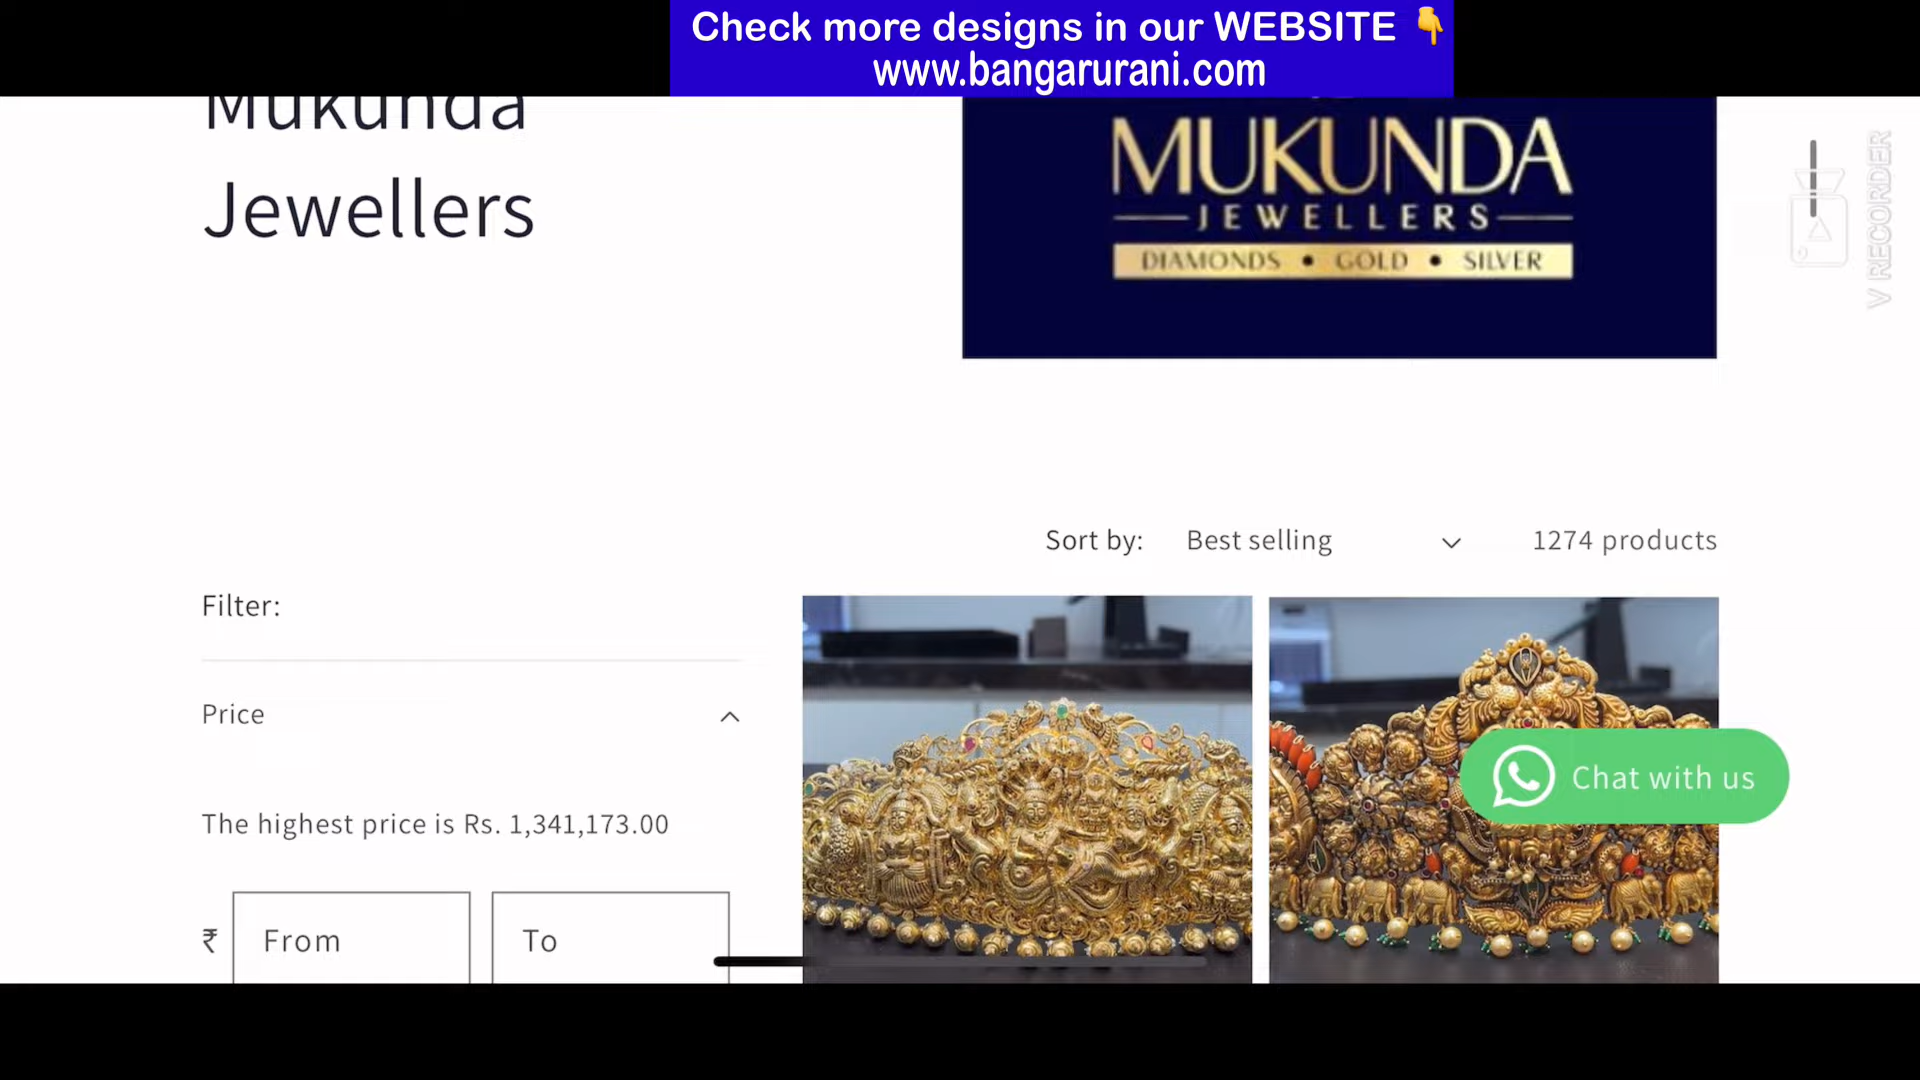 Check more designs in our WEBSITE 👇
www.bangarurani.com
Mukunda
Jewellers
MUKUNDA
JEWELLERS
DIAMONDS • GOLD • SILVER
V RECORDER
Sort by: Best selling 1274 products
Filter:
Price
The highest price is Rs. 1,341,173.00
₹ From To
Chat with us